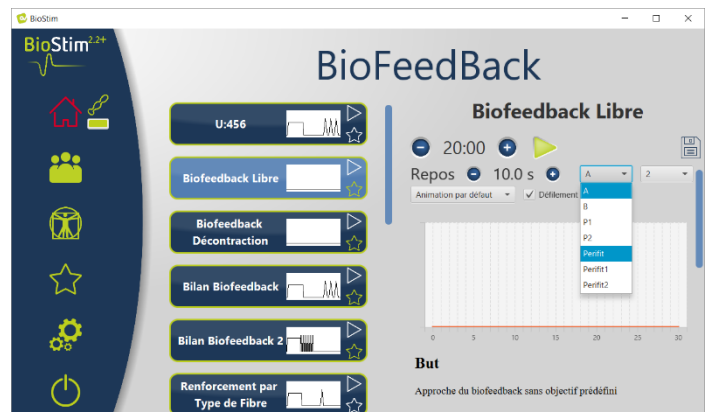 BioStim
BioStim2.2+
BioFeedBack
U:456
Biofeedback Libre
Biofeedback
Décontraction
Bilan Biofeedback
Bilan Biofeedback 2
Renforcement par
Type de Fibre
Biofeedback Libre
20:00
Repos 10.0 s A 2
Animation par défaut Défilement
A
B
P1
P2
Perifit
Perifit1
Perifit2
0 5 10 15 20 25 30
But
Approche du biofeedback sans objectif prédéfini